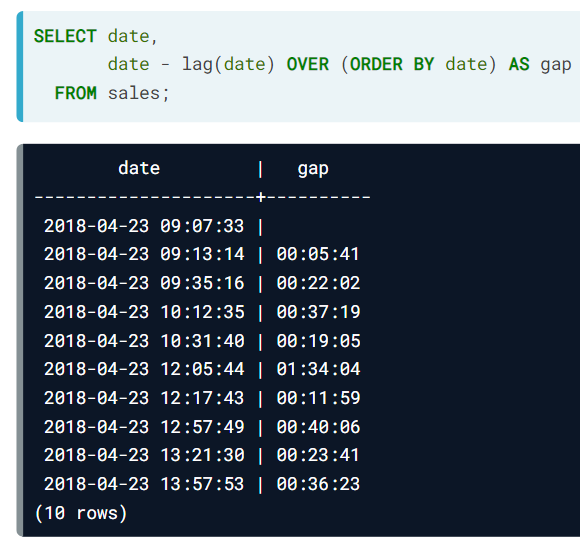 SELECT date,
       date - lag(date) OVER (ORDER BY date) AS gap
  FROM sales;
        date         |   gap
---------------------+----------
 2018-04-23 09:07:33 |
 2018-04-23 09:13:14 | 00:05:41
 2018-04-23 09:35:16 | 00:22:02
 2018-04-23 10:12:35 | 00:37:19
 2018-04-23 10:31:40 | 00:19:05
 2018-04-23 12:05:44 | 01:34:04
 2018-04-23 12:17:43 | 00:11:59
 2018-04-23 12:57:49 | 00:40:06
 2018-04-23 13:21:30 | 00:23:41
 2018-04-23 13:57:53 | 00:36:23
(10 rows)